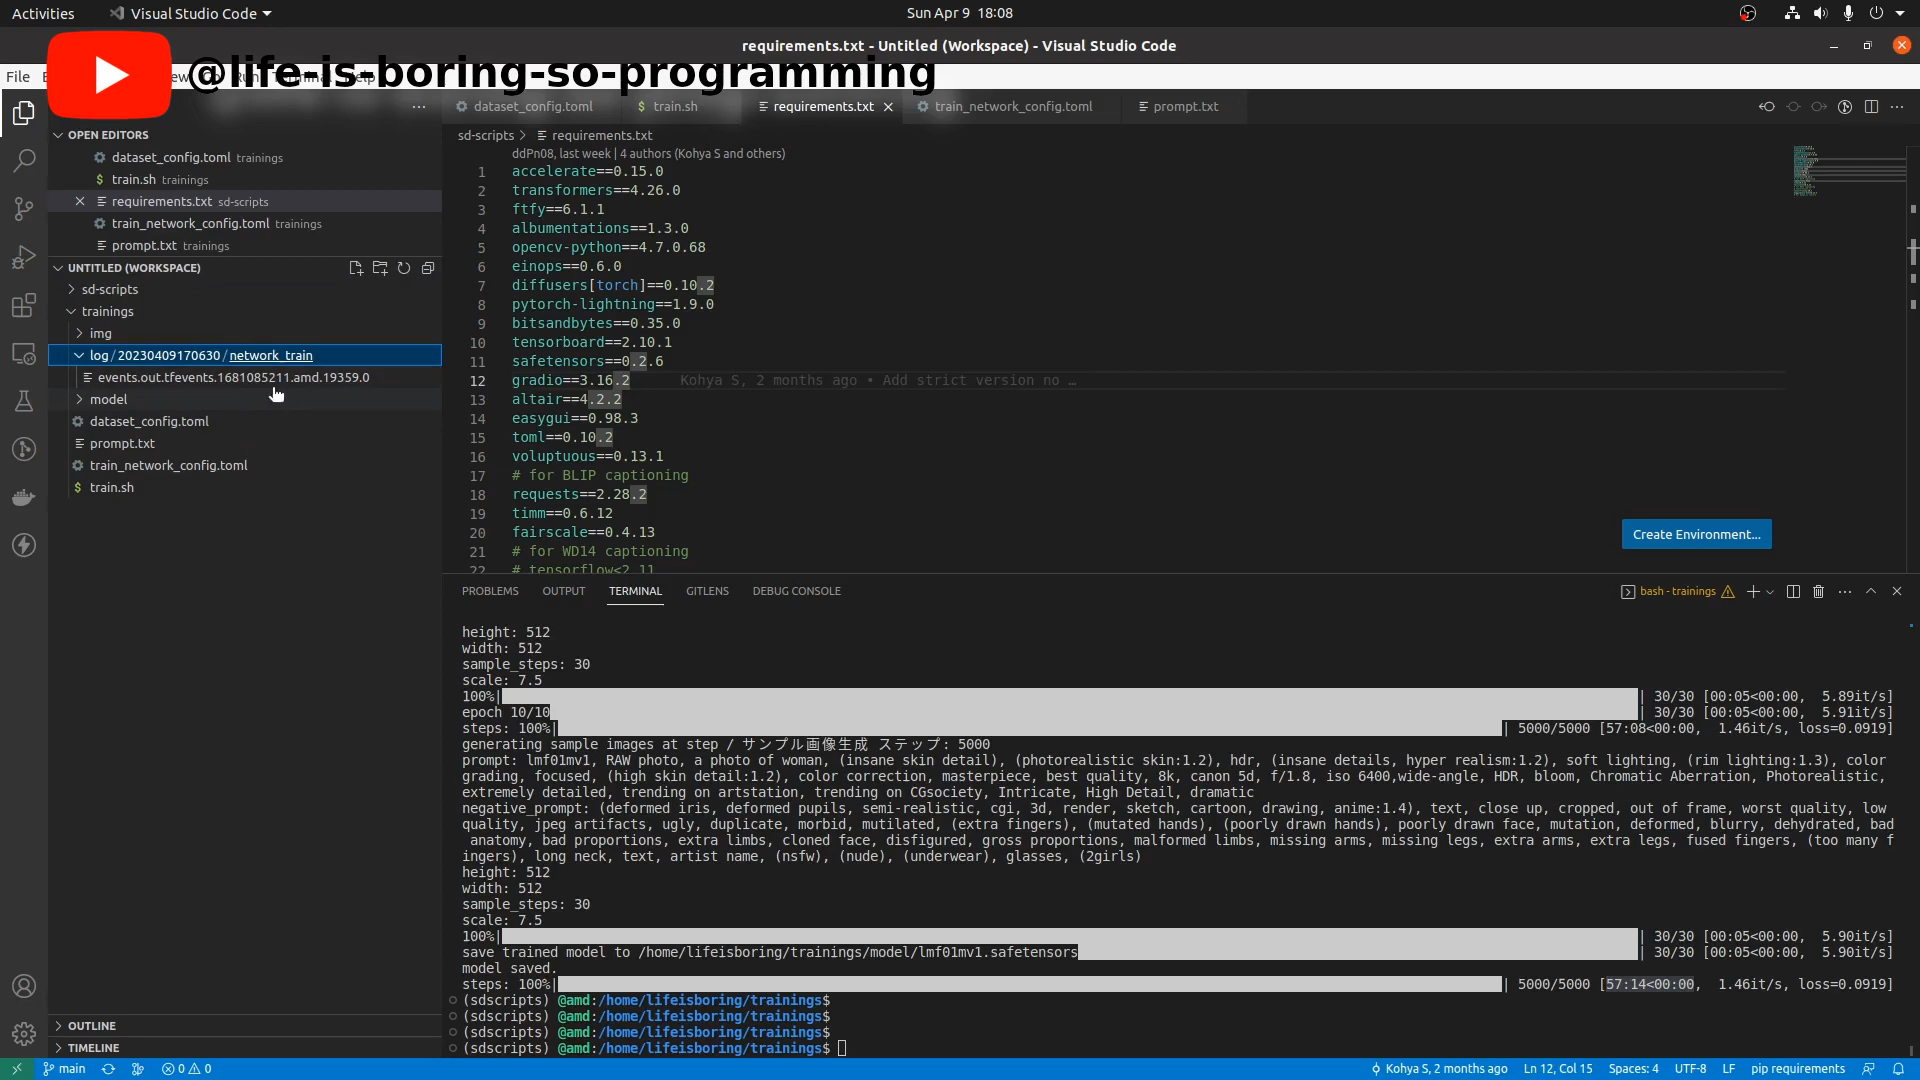 Activities
Visual Studio Code
Sun Apr 9 18:08
requirements.txt - Untitled (Workspace) - Visual Studio Code
File
@life-is-boring-so-programming
dataset_config.toml
train.sh
requirements.txt
train_network_config.toml
prompt.txt
OPEN EDITORS
dataset_config.toml trainings
train.sh trainings
requirements.txt sd-scripts
train_network_config.toml trainings
prompt.txt trainings
UNTITLED (WORKSPACE)
sd-scripts
trainings
img
log/20230409170630/network_train
events.out.tfevents.1681085211.amd.19359.0
model
dataset_config.toml
prompt.txt
train_network_config.toml
train.sh
OUTLINE
TIMELINE
sd-scripts > requirements.txt
ddPn08, last week | 4 authors (Kohya S and others)
1 accelerate==0.15.0
2 transformers==4.26.0
3 ftfy==6.1.1
4 albumentations==1.3.0
5 opencv-python==4.7.0.68
6 einops==0.6.0
7 diffusers[torch]==0.10.2
8 pytorch-lightning==1.9.0
9 bitsandbytes==0.35.0
10 tensorboard==2.10.1
11 safetensors==0.2.6
12 gradio==3.16.2 Kohya S, 2 months ago • Add strict version no …
13 altair==4.2.2
14 easygui==0.98.3
15 toml==0.10.2
16 voluptuous==0.13.1
17 # for BLIP captioning
18 requests==2.28.2
19 timm==0.6.12
20 fairscale==0.4.13
21 # for WD14 captioning
22 # tensorflow<2.11
Create Environment...
PROBLEMS OUTPUT TERMINAL GITLENS DEBUG CONSOLE
bash - trainings
height: 512
width: 512
sample_steps: 30
scale: 7.5
100%| | 30/30 [00:05<00:00, 5.89it/s]
epoch 10/10 | 30/30 [00:05<00:00, 5.91it/s]
steps: 100%| | 5000/5000 [57:08<00:00, 1.46it/s, loss=0.0919]
generating sample images at step / サンプル画像生成 ステップ: 5000
prompt: lmf01mv1, RAW photo, a photo of woman, (insane skin detail), (photorealistic skin:1.2), hdr, (insane details, hyper realism:1.2), soft lighting, (rim lighting:1.3), color
grading, focused, (high skin detail:1.2), color correction, masterpiece, best quality, 8k, canon 5d, f/1.8, iso 6400,wide-angle, HDR, bloom, Chromatic Aberration, Photorealistic,
extremely detailed, trending on artstation, trending on CGsociety, Intricate, High Detail, dramatic
negative_prompt: (deformed iris, deformed pupils, semi-realistic, cgi, 3d, render, sketch, cartoon, drawing, anime:1.4), text, close up, cropped, out of frame, worst quality, low
quality, jpeg artifacts, ugly, duplicate, morbid, mutilated, (extra fingers), (mutated hands), (poorly drawn hands), poorly drawn face, mutation, deformed, blurry, dehydrated, bad
anatomy, bad proportions, extra limbs, cloned face, disfigured, gross proportions, malformed limbs, missing arms, missing legs, extra arms, extra legs, fused fingers, (too many f
ingers), long neck, text, artist name, (nsfw), (nude), (underwear), glasses, (2girls)
height: 512
width: 512
sample_steps: 30
scale: 7.5
100%| | 30/30 [00:05<00:00, 5.90it/s]
save trained model to /home/lifeisboring/trainings/model/lmf01mv1.safetensors | 30/30 [00:05<00:00, 5.90it/s]
model saved.
steps: 100%| | 5000/5000 [57:14<00:00, 1.46it/s, loss=0.0919]
(sdscripts) @amd:/home/lifeisboring/trainings$
(sdscripts) @amd:/home/lifeisboring/trainings$
(sdscripts) @amd:/home/lifeisboring/trainings$
(sdscripts) @amd:/home/lifeisboring/trainings$
main 0 0
Kohya S, 2 months ago Ln 12, Col 15 Spaces: 4 UTF-8 LF pip requirements